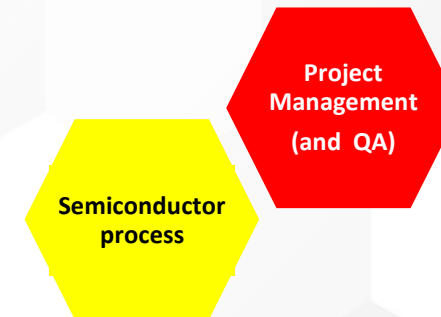 Project
Management
(and QA)
Semiconductor
process